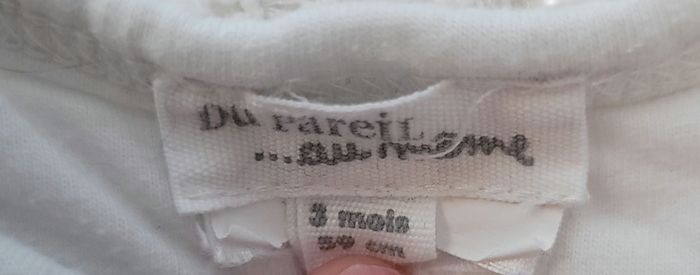 DU PAREIL
...au même
3 mois
59 cm